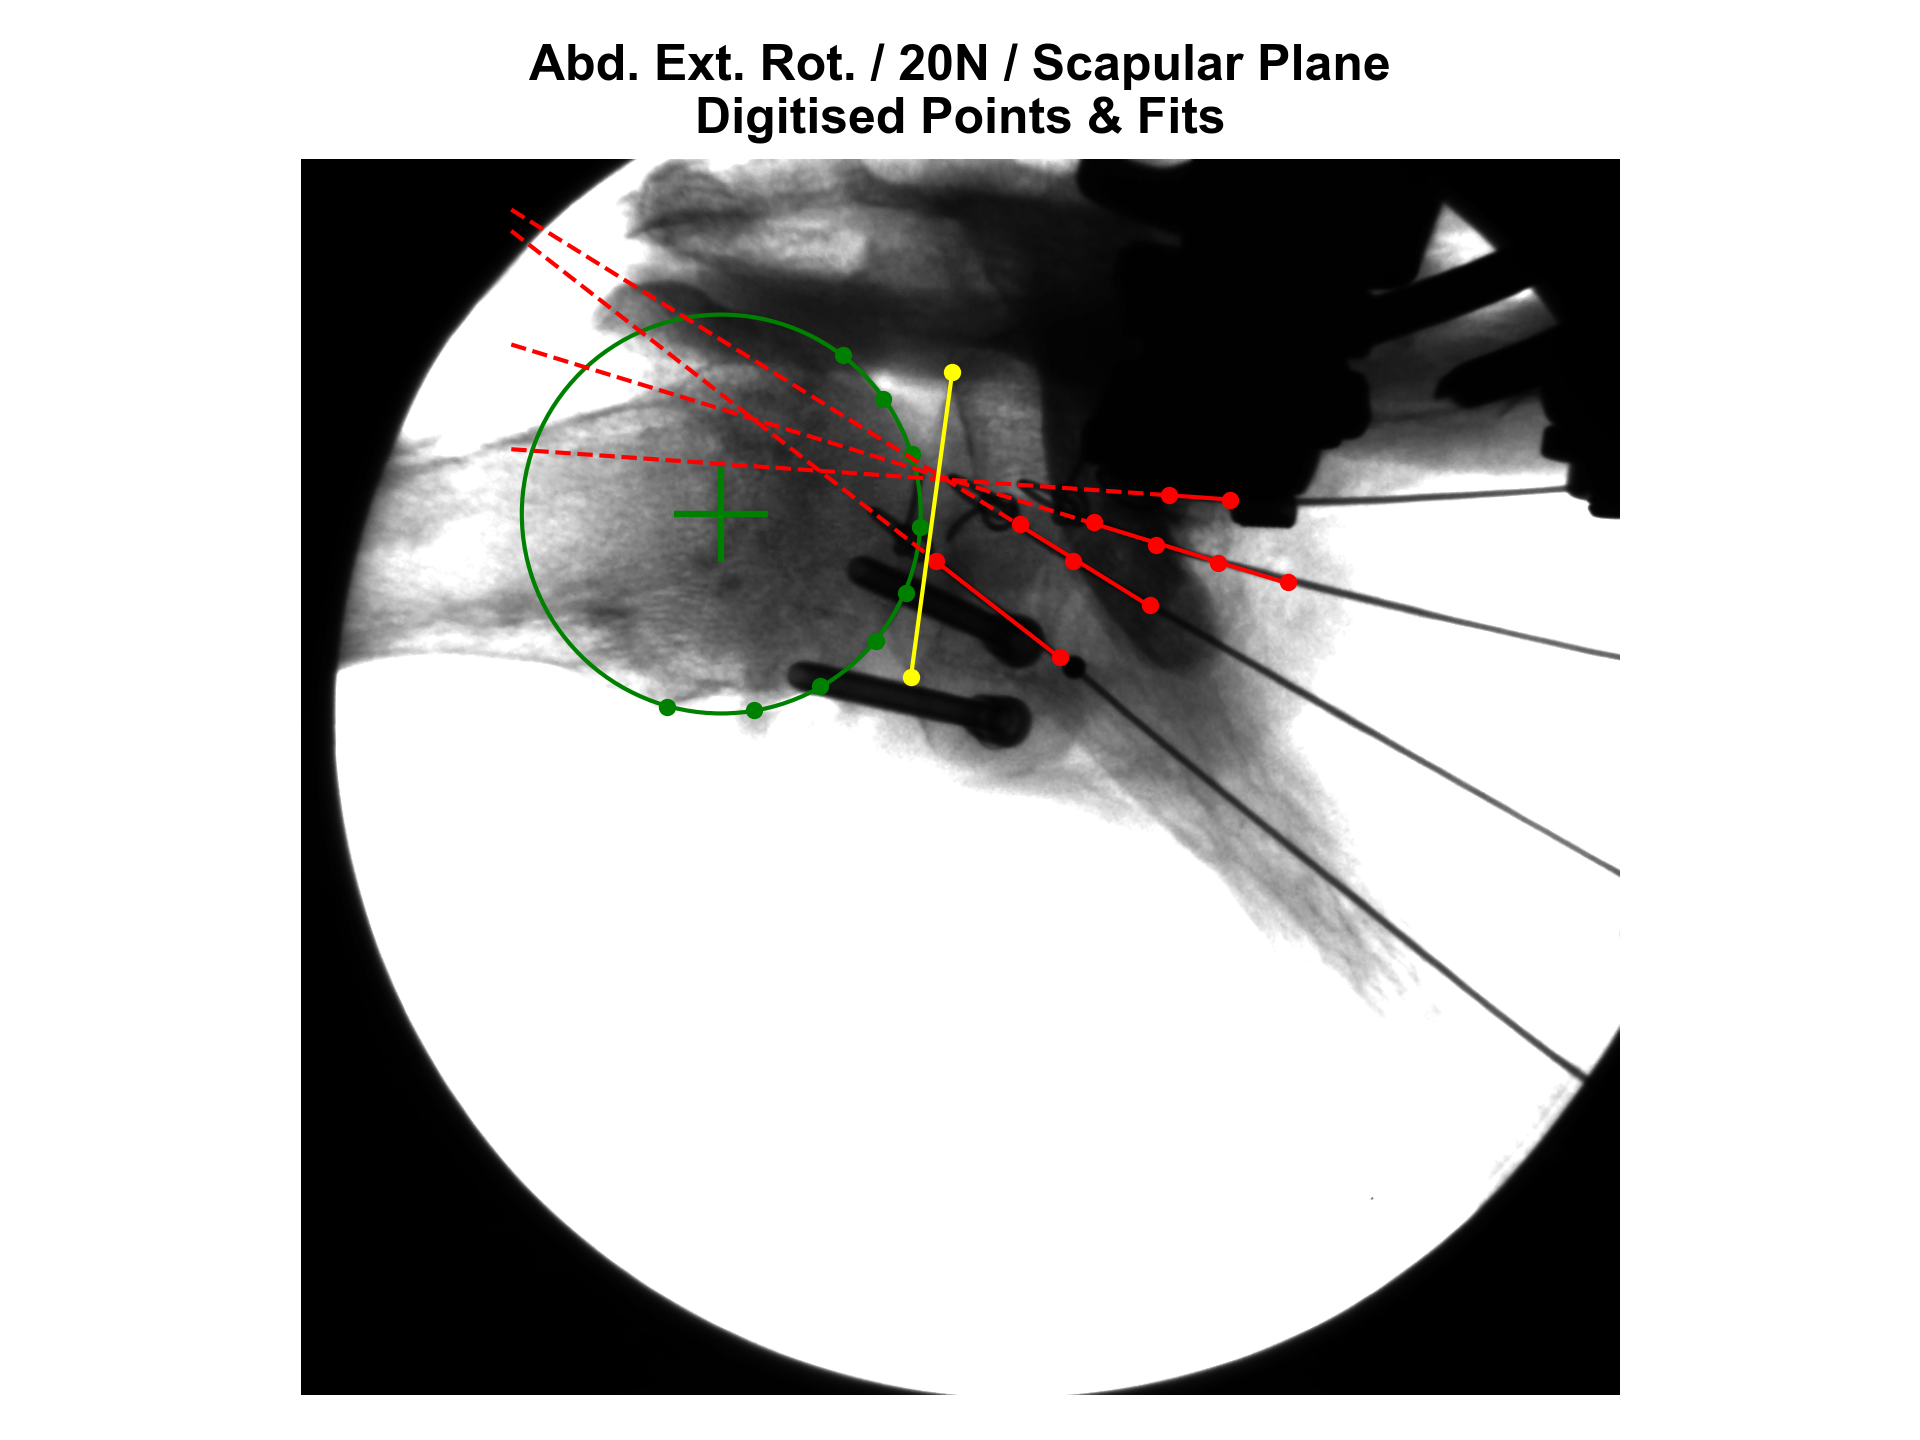 Abd. Ext. Rot. / 20N / Scapular Plane
Digitised Points & Fits